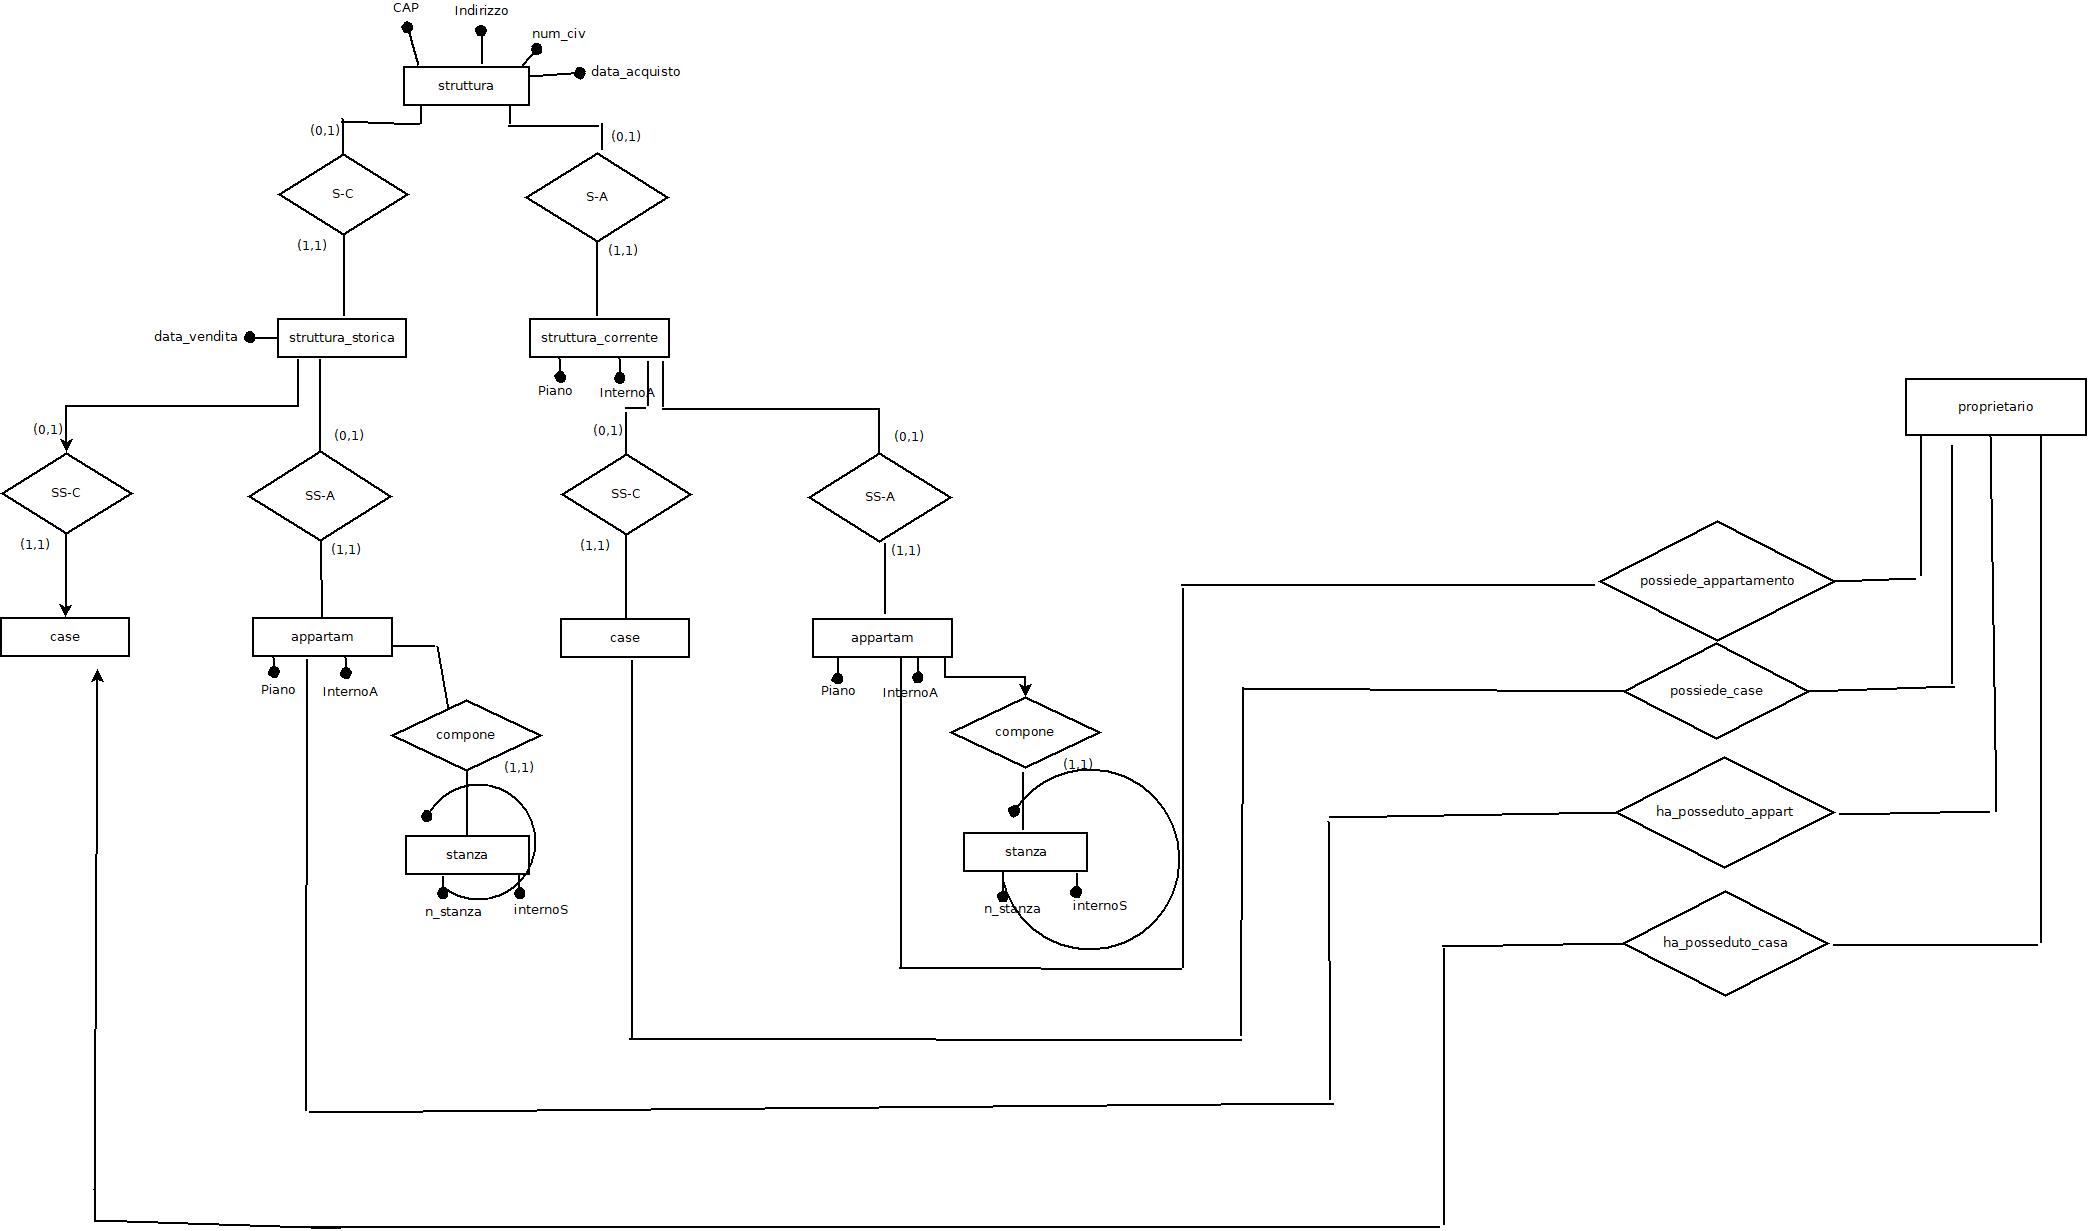 CAP
Indirizzo
num_civ
data_acquisto
struttura
(0,1)
(0,1)
S-C
S-A
(1,1)
(1,1)
data_vendita
struttura_storica
struttura_corrente
Piano
InternoA
proprietario
(0,1)
(0,1)
(0,1)
(0,1)
SS-C
SS-A
SS-C
SS-A
(1,1)
(1,1)
(1,1)
(1,1)
possiede_appartamento
case
appartam
case
appartam
Piano
InternoA
Piano
InternoA
possiede_case
compone
compone
(1,1)
(1,1)
ha_posseduto_appart
stanza
stanza
n_stanza
internoS
n_stanza
internoS
ha_posseduto_casa